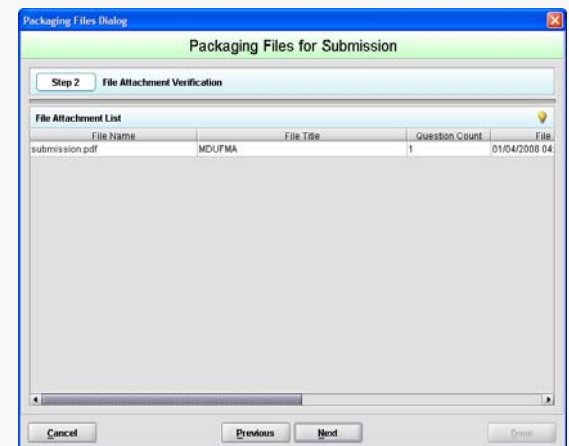 Packaging Files Dialog
Packaging Files for Submission
Step 2 File Attachment Verification
File Attachment List
File Name File Title Question Count File
submission.pdf MDUFMA 1 01/04/2008 04:
Cancel Previous Next Done